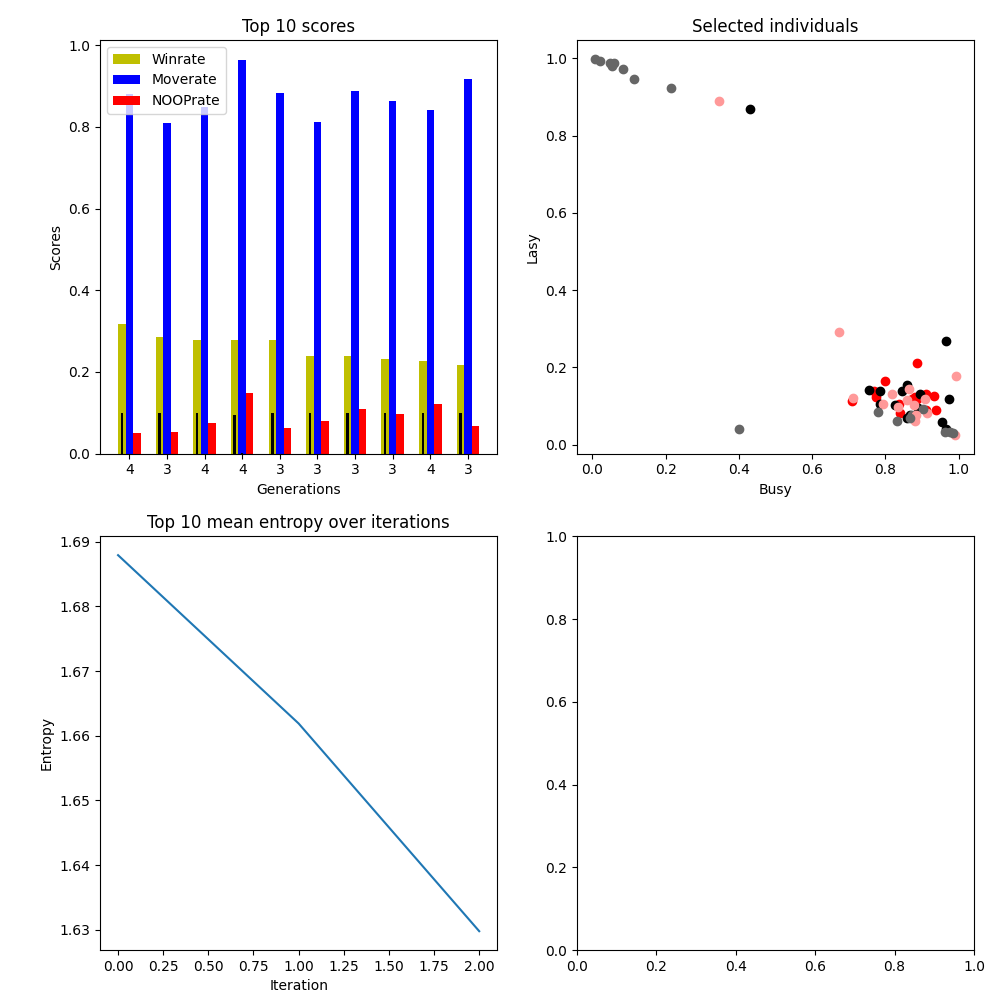 Top 10 scores
Winrate
Moverate
NOOPrate
1.0
0.8
0.6
0.4
0.2
0.0
Scores
4 3 4 4 3 3 3 3 4 3
Generations
Selected individuals
1.0
0.8
0.6
0.4
0.2
0.0
Lasy
0.0 0.2 0.4 0.6 0.8 1.0
Busy
Top 10 mean entropy over iterations
1.69
1.68
1.67
1.66
1.65
1.64
1.63
Entropy
0.00 0.25 0.50 0.75 1.00 1.25 1.50 1.75 2.00
Iteration
1.0
0.8
0.6
0.4
0.2
0.0
0.0 0.2 0.4 0.6 0.8 1.0